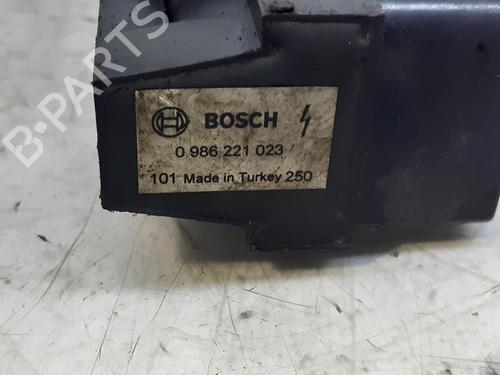 B-PARTS
BOSCH
0 986 221 023
101 Made in Turkey 250